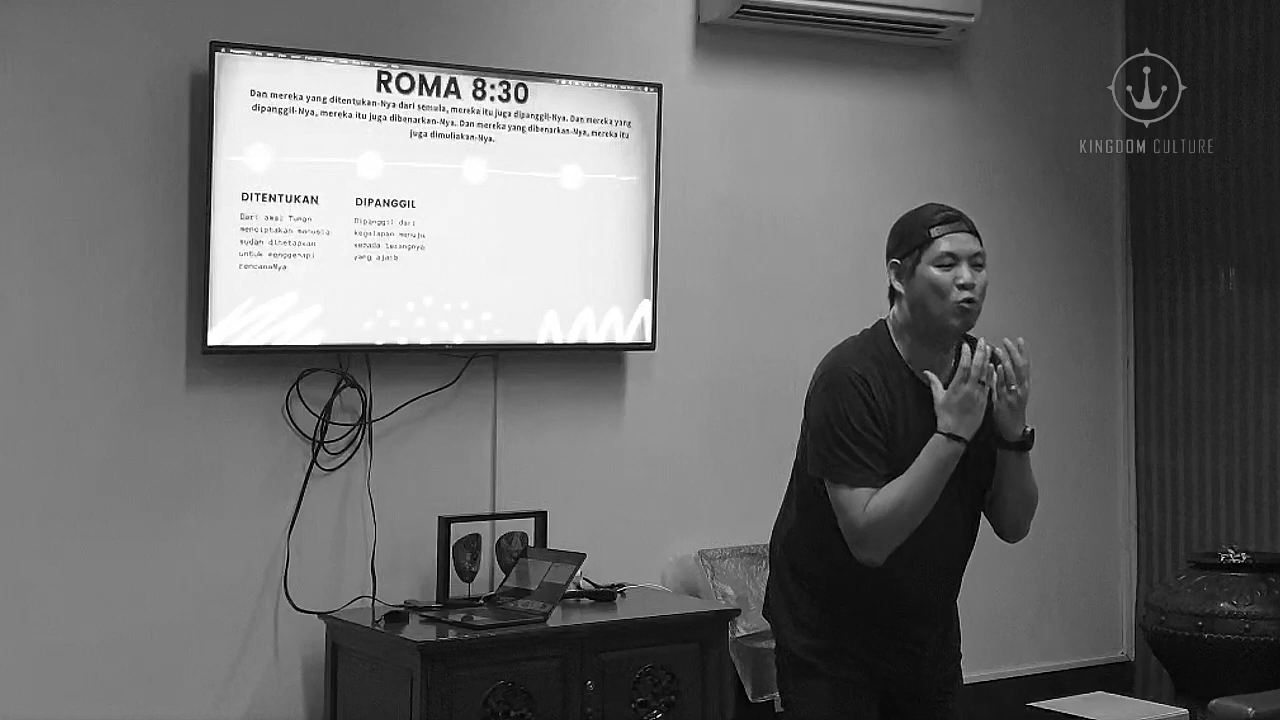 ROMA 8:30
Dan mereka yang ditentukan-Nya dari semula, mereka itu juga dipanggil-Nya. Dan mereka yang
dipanggil-Nya, mereka itu juga dibenarkan-Nya. Dan mereka yang dibenarkan-Nya, mereka itu
juga dimuliakan-Nya.
DITENTUKAN
Dari awal Tuhan
menciptakan manusia
sudah ditetapkan
untuk menggenapi
rencanaNya
DIPANGGIL
Dipanggil dari
kegelapan menuju
kepada terangnya
yang ajaib
KINGDOM CULTURE